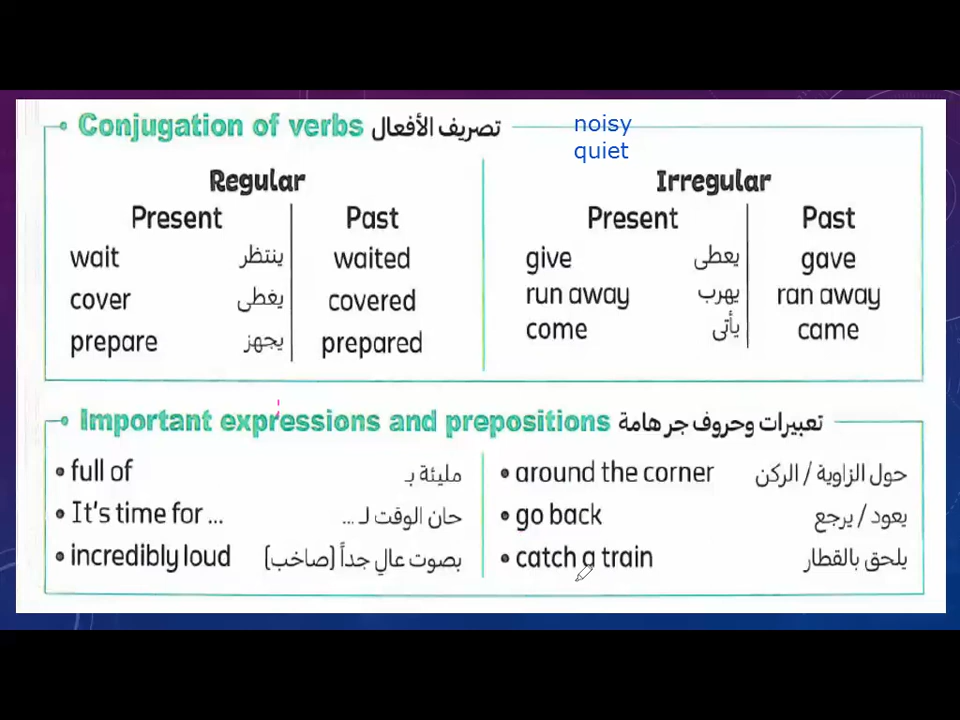 Conjugation of verbs تصريف الأفعال
noisy
quiet
Regular
Present Past
wait ينتظر waited
cover يغطى covered
prepare يجهز prepared
Irregular
Present Past
give يعطى gave
run away يهرب ran away
come يأتى came
Important expressions and prepositions تعبيرات وحروف جر هامة
• full of مليئة بـ
• It's time for ... حان الوقت لـ ...
• incredibly loud بصوت عالٍ جداً (صاخب)
• around the corner حول الزاوية / الركن
• go back يعود / يرجع
• catch a train يلحق بالقطار